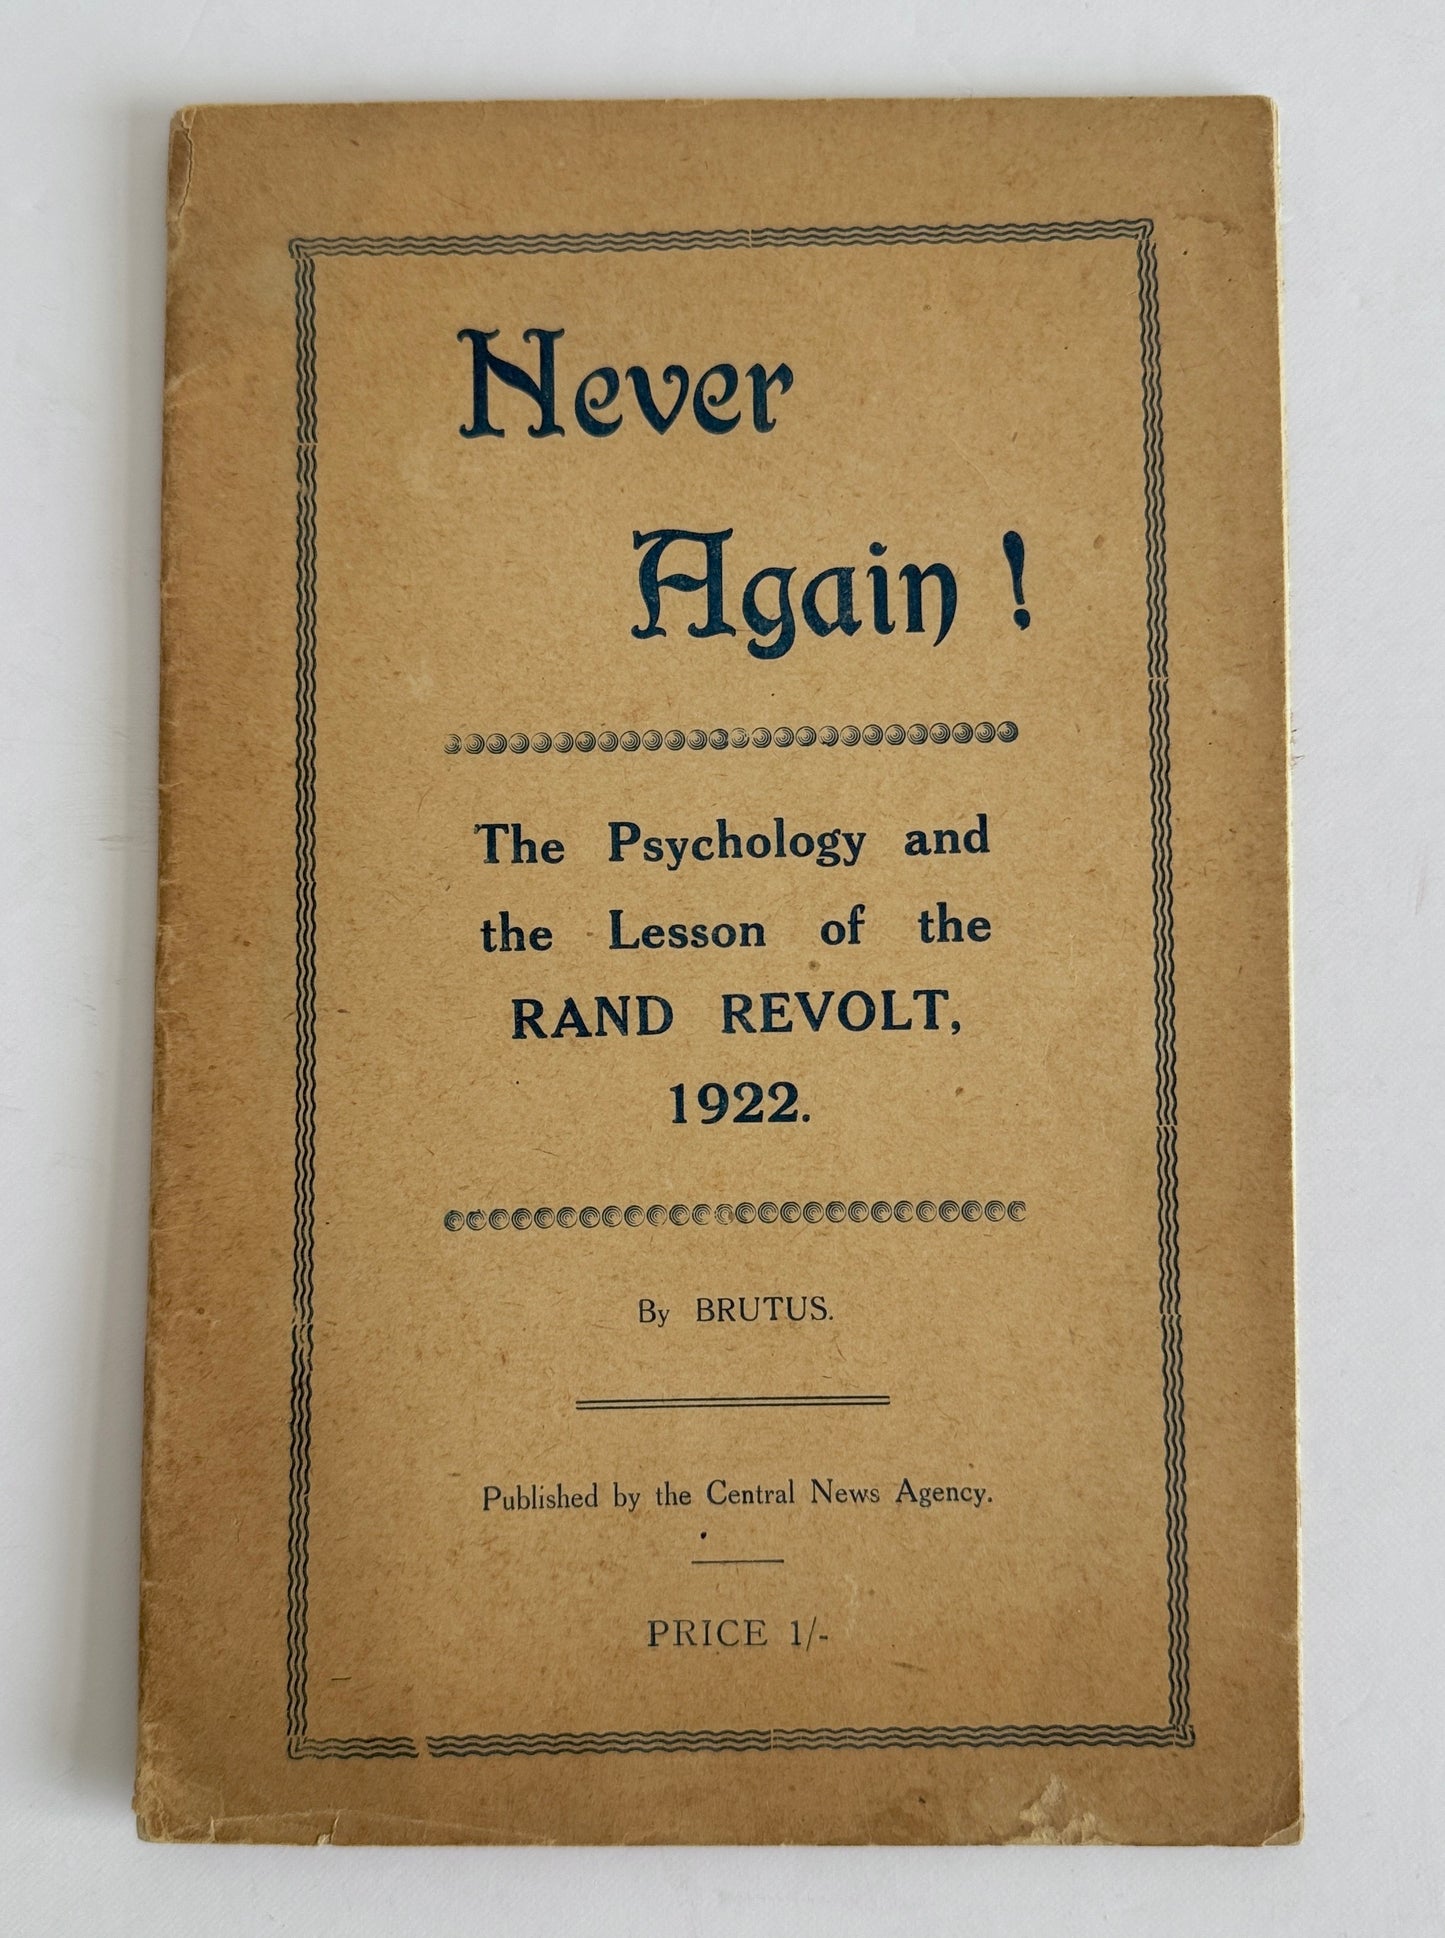 Never
Again !
The Psychology and
the Lesson of the
RAND REVOLT,
1922.
By BRUTUS.
Published by the Central News Agency.
PRICE 1/-